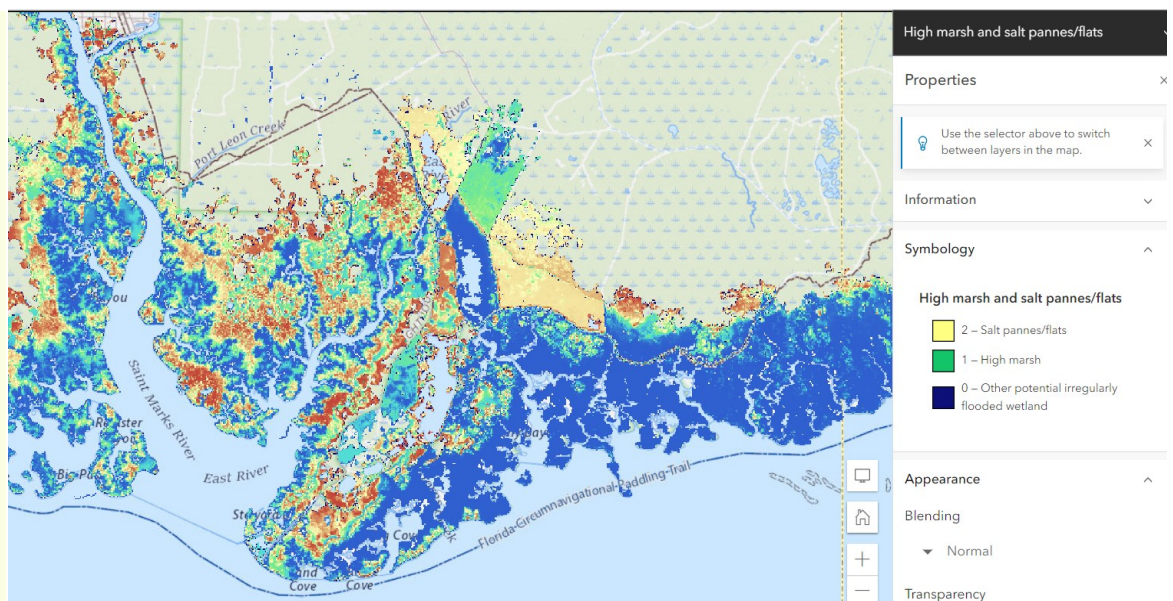 High marsh and salt pannes/flats
Properties
Use the selector above to switch
between layers in the map.
Information
Symbology
High marsh and salt pannes/flats
2 – Salt pannes/flats
1 – High marsh
0 – Other potential irregularly
flooded wetland
Appearance
Blending
Normal
Transparency
Port Leon Creek
River
Saint Marks River
East River
Florida Circumnavigational Paddling Trail
Cove
Cove